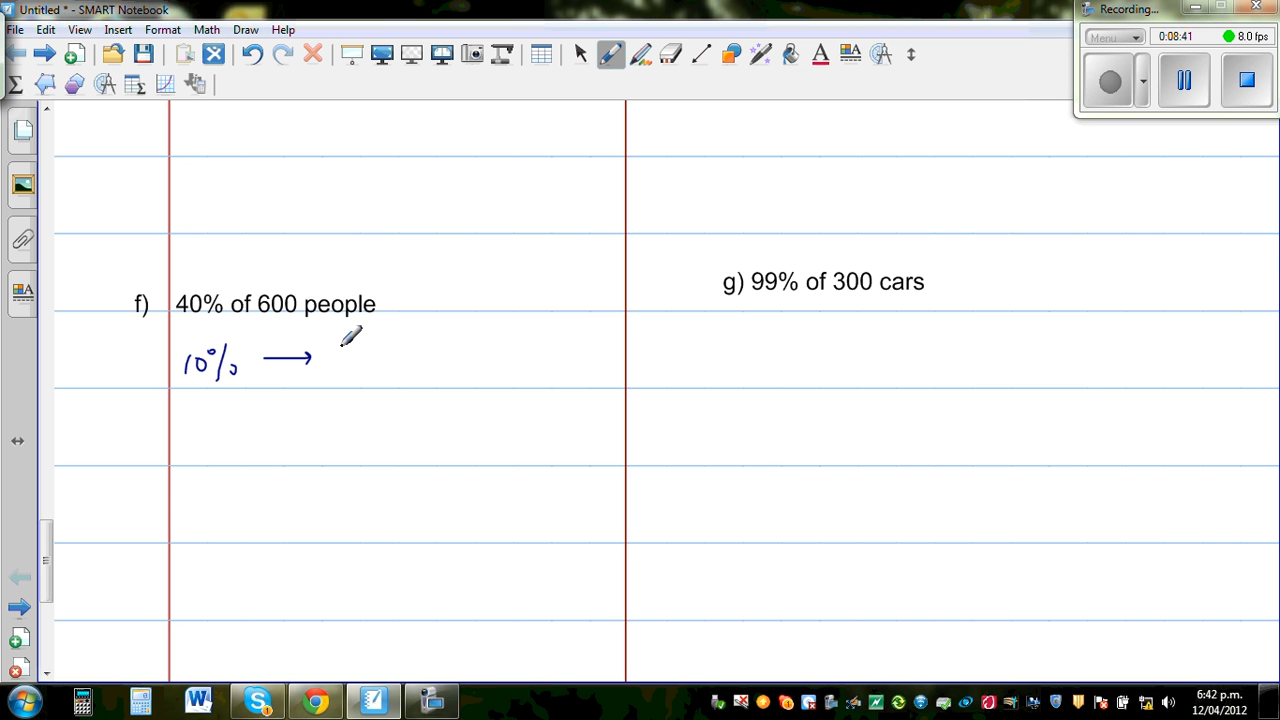 Untitled * - SMART Notebook
Recording...
File Edit View Insert Format Math Draw Help
Menu
0:08:41
8.0 fps
g) 99% of 300 cars
f) 40% of 600 people
10% →
6:42 p.m.
12/04/2012